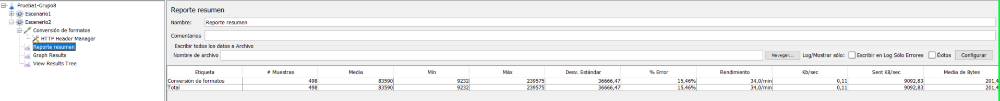 Prueba1-Grupo8
Escenario1
Escenerio2
Conversión de formatos
HTTP Header Manager
Reporte resumen
Graph Results
View Results Tree
Reporte resumen
Nombre: Reporte resumen
Comentarios
Escribir todos los datos a Archivo
Nombre de archivo Navegar... Log/Mostrar sólo: Escribir en Log Sólo Errores Éxitos Configurar
Etiqueta # Muestras Media Mín Máx Desv. Estándar % Error Rendimiento Kb/sec Sent KB/sec Media de Bytes
Conversión de formatos 498 83590 9232 239575 36666,47 15,46% 34,0/min 0,11 9092,83 201,4
Total 498 83590 9232 239575 36666,47 15,46% 34,0/min 0,11 9092,83 201,4